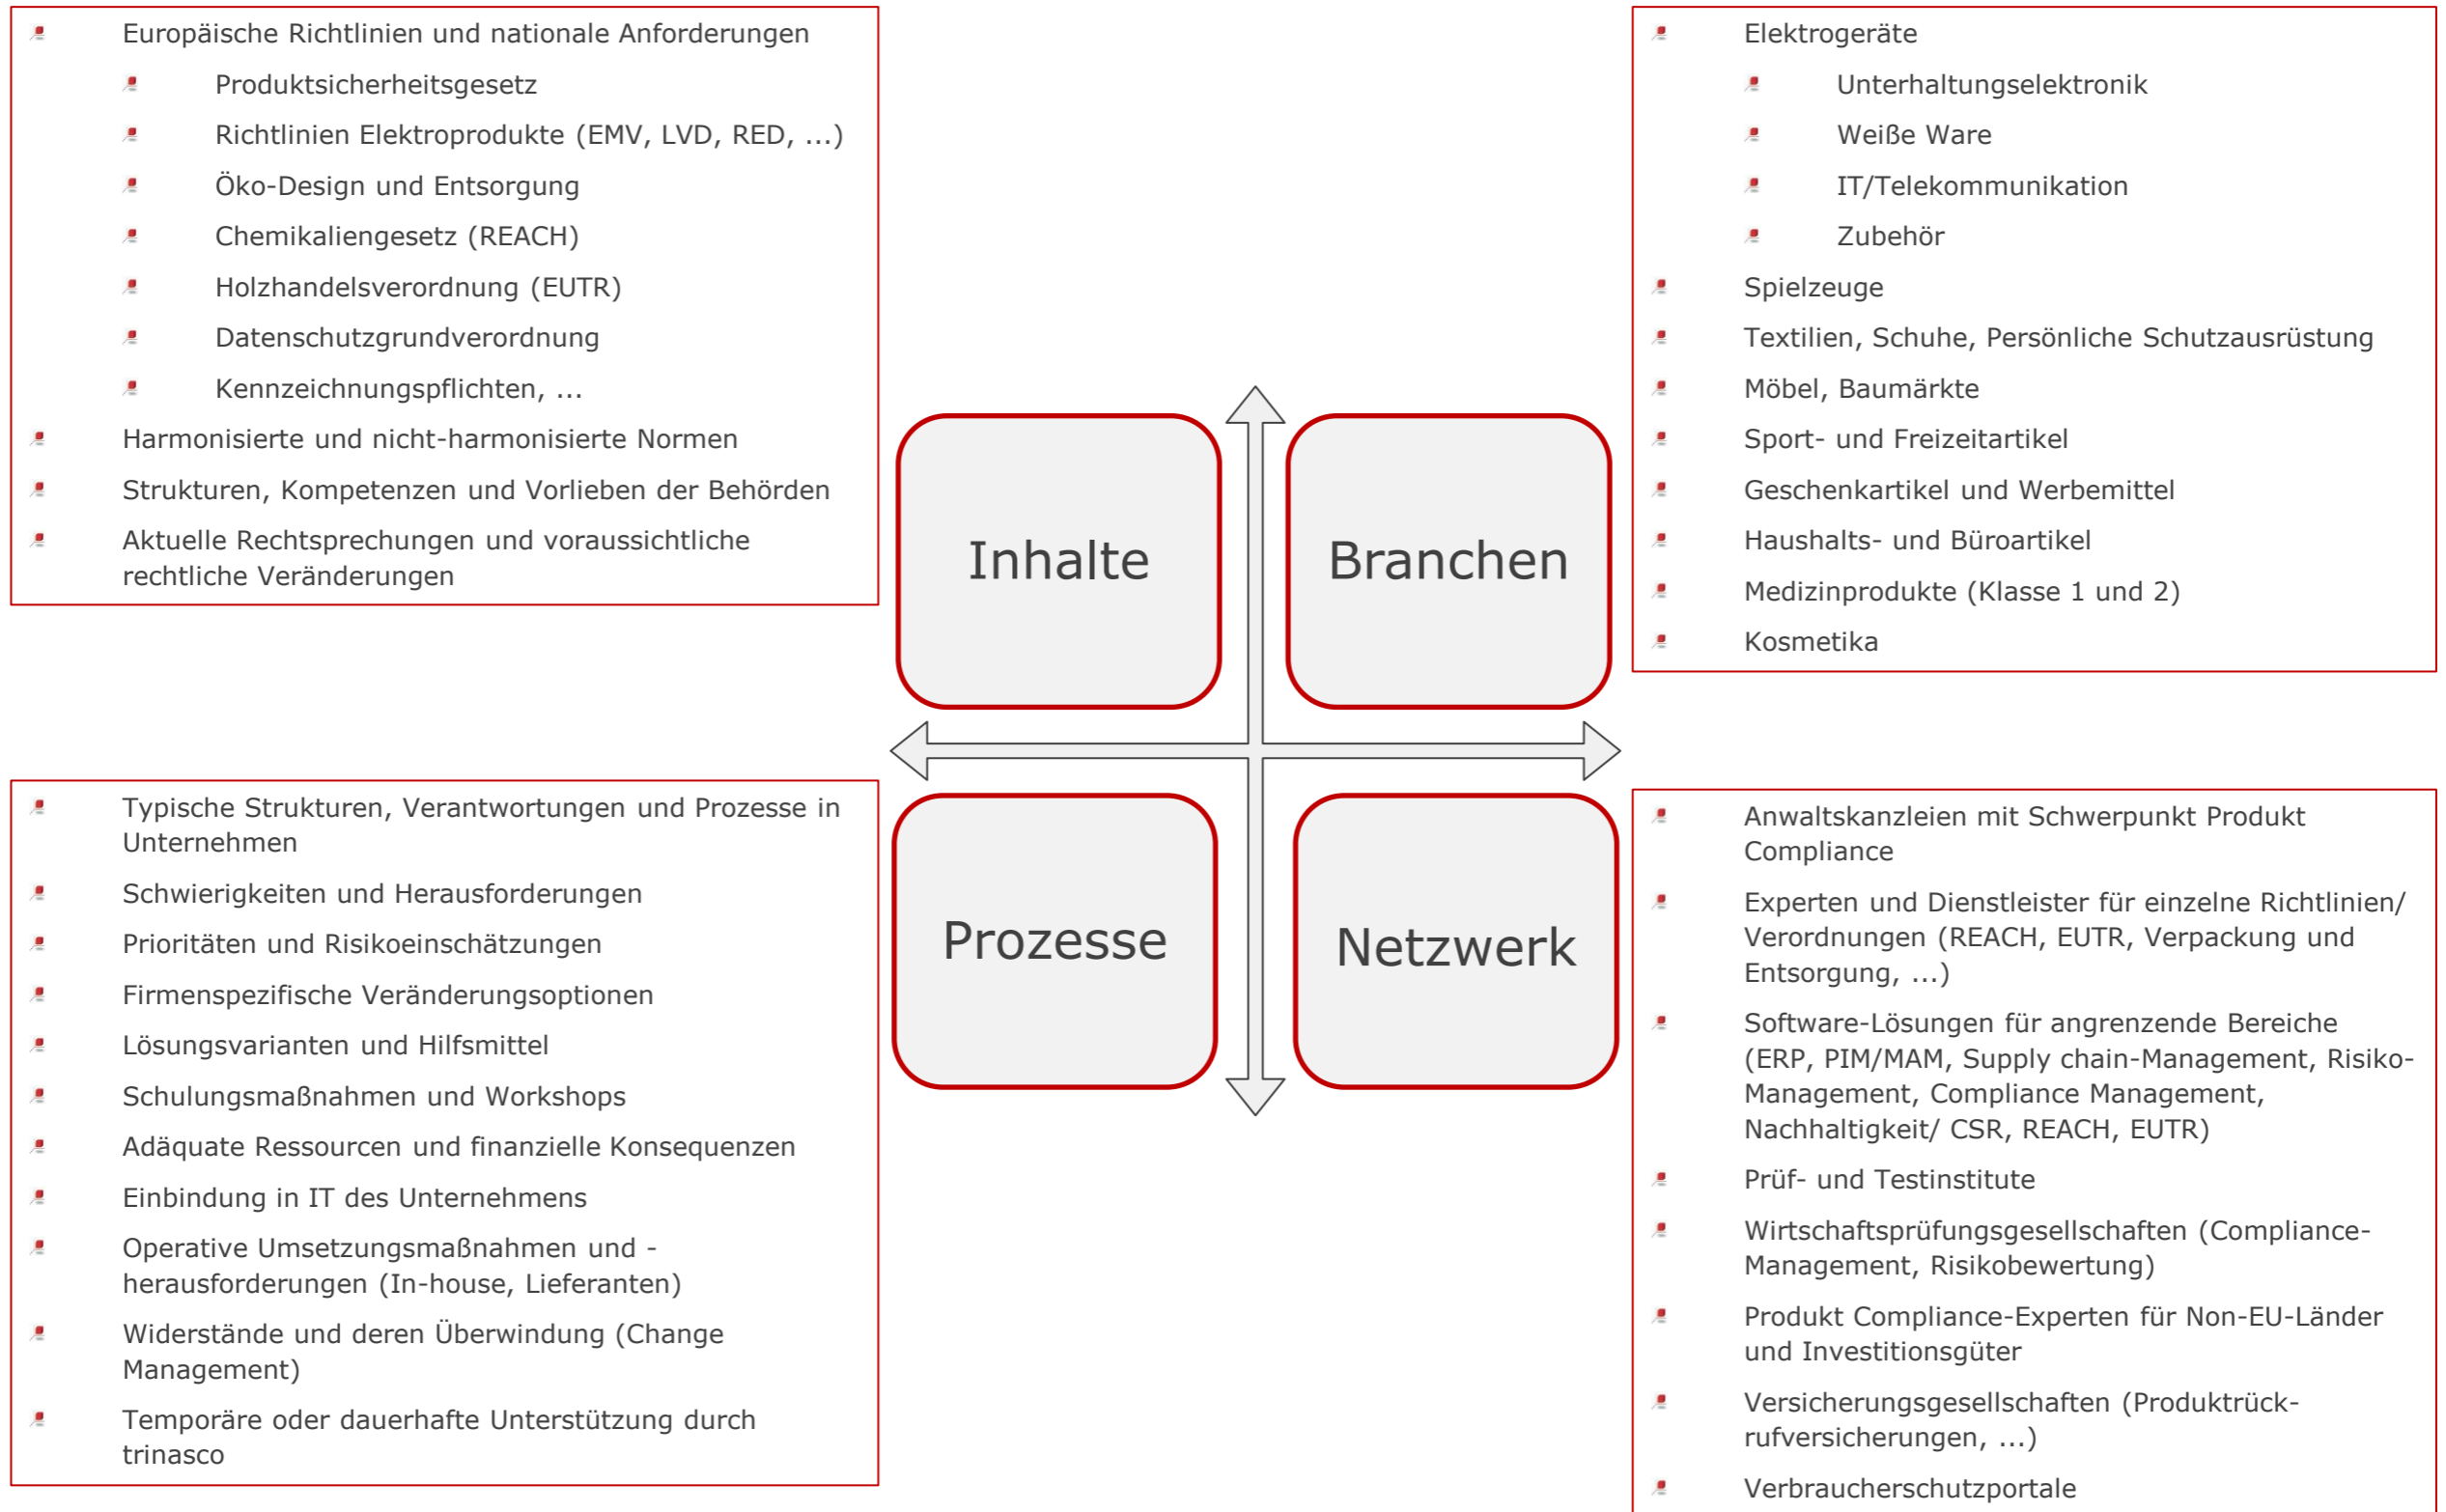 Europäische Richtlinien und nationale Anforderungen
Produktsicherheitsgesetz
Richtlinien Elektroprodukte (EMV, LVD, RED, ...)
Öko-Design und Entsorgung
Chemikaliengesetz (REACH)
Holzhandelsverordnung (EUTR)
Datenschutzgrundverordnung
Kennzeichnungspflichten, ...
Harmonisierte und nicht-harmonisierte Normen
Strukturen, Kompetenzen und Vorlieben der Behörden
Aktuelle Rechtsprechungen und voraussichtliche
rechtliche Veränderungen
Inhalte
Branchen
Elektrogeräte
Unterhaltungselektronik
Weiße Ware
IT/Telekommunikation
Zubehör
Spielzeuge
Textilien, Schuhe, Persönliche Schutzausrüstung
Möbel, Baumärkte
Sport- und Freizeitartikel
Geschenkartikel und Werbemittel
Haushalts- und Büroartikel
Medizinprodukte (Klasse 1 und 2)
Kosmetika
Typische Strukturen, Verantwortungen und Prozesse in
Unternehmen
Schwierigkeiten und Herausforderungen
Prioritäten und Risikoeinschätzungen
Firmenspezifische Veränderungsoptionen
Lösungsvarianten und Hilfsmittel
Schulungsmaßnahmen und Workshops
Adäquate Ressourcen und finanzielle Konsequenzen
Einbindung in IT des Unternehmens
Operative Umsetzungsmaßnahmen und -
herausforderungen (In-house, Lieferanten)
Widerstände und deren Überwindung (Change
Management)
Temporäre oder dauerhafte Unterstützung durch
trinasco
Prozesse
Netzwerk
Anwaltskanzleien mit Schwerpunkt Produkt
Compliance
Experten und Dienstleister für einzelne Richtlinien/
Verordnungen (REACH, EUTR, Verpackung und
Entsorgung, ...)
Software-Lösungen für angrenzende Bereiche
(ERP, PIM/MAM, Supply chain-Management, Risiko-
Management, Compliance Management,
Nachhaltigkeit/ CSR, REACH, EUTR)
Prüf- und Testinstitute
Wirtschaftsprüfungsgesellschaften (Compliance-
Management, Risikobewertung)
Produkt Compliance-Experten für Non-EU-Länder
und Investitionsgüter
Versicherungsgesellschaften (Produktrück-
rufversicherungen, ...)
Verbraucherschutzportale